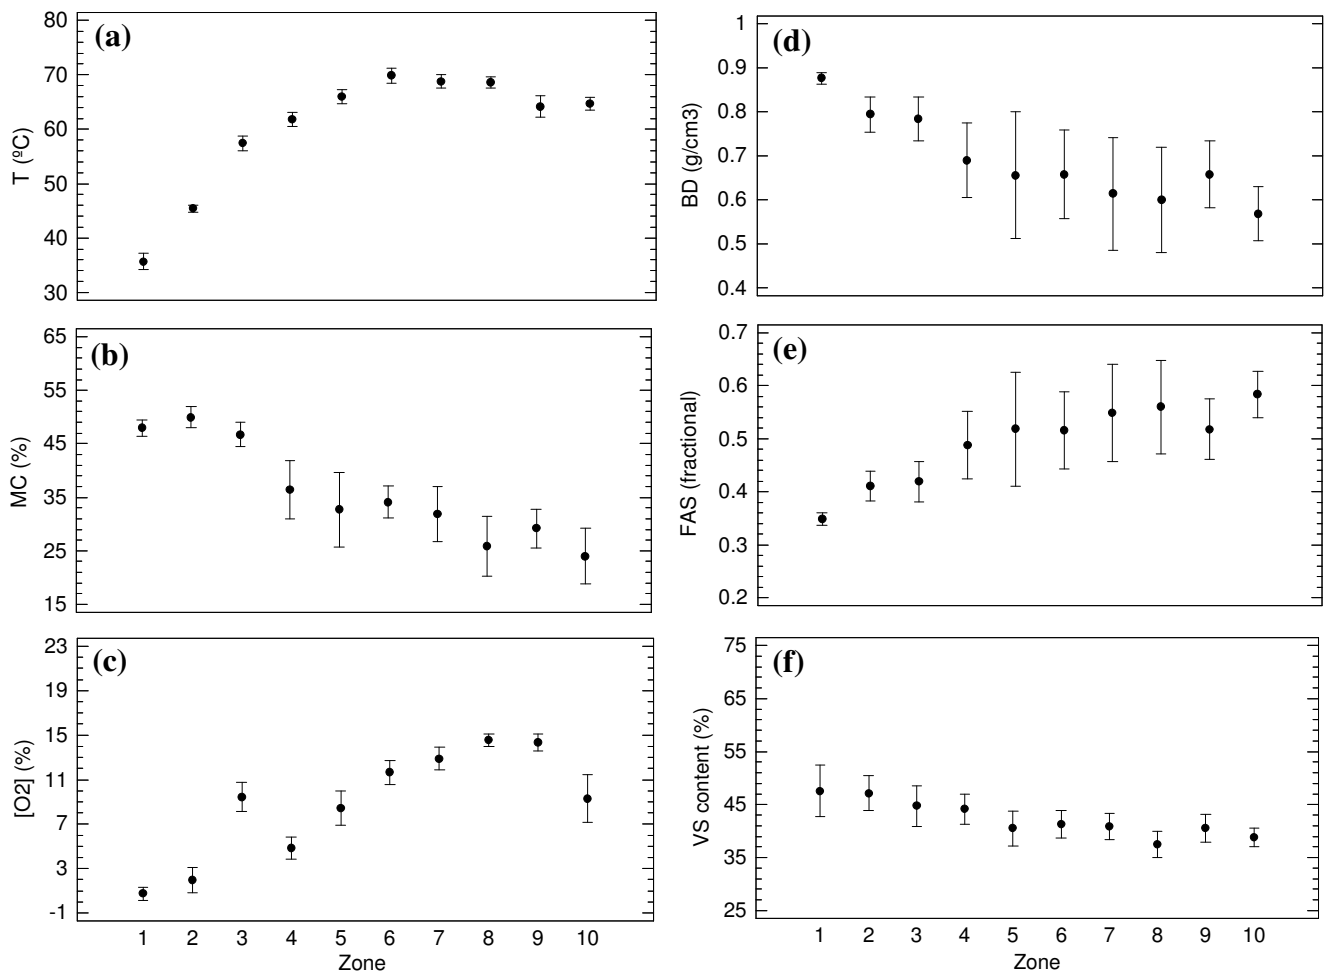 (a)
T (ºC)
80
70
60
50
40
30
(d)
BD (g/cm3)
1
0.9
0.8
0.7
0.6
0.5
0.4
(b)
MC (%)
65
55
45
35
25
15
(e)
FAS (fractional)
0.7
0.6
0.5
0.4
0.3
0.2
(c)
[O2] (%)
23
19
15
11
7
3
-1
1 2 3 4 5 6 7 8 9 10
Zone
(f)
VS content (%)
75
65
55
45
35
25
1 2 3 4 5 6 7 8 9 10
Zone